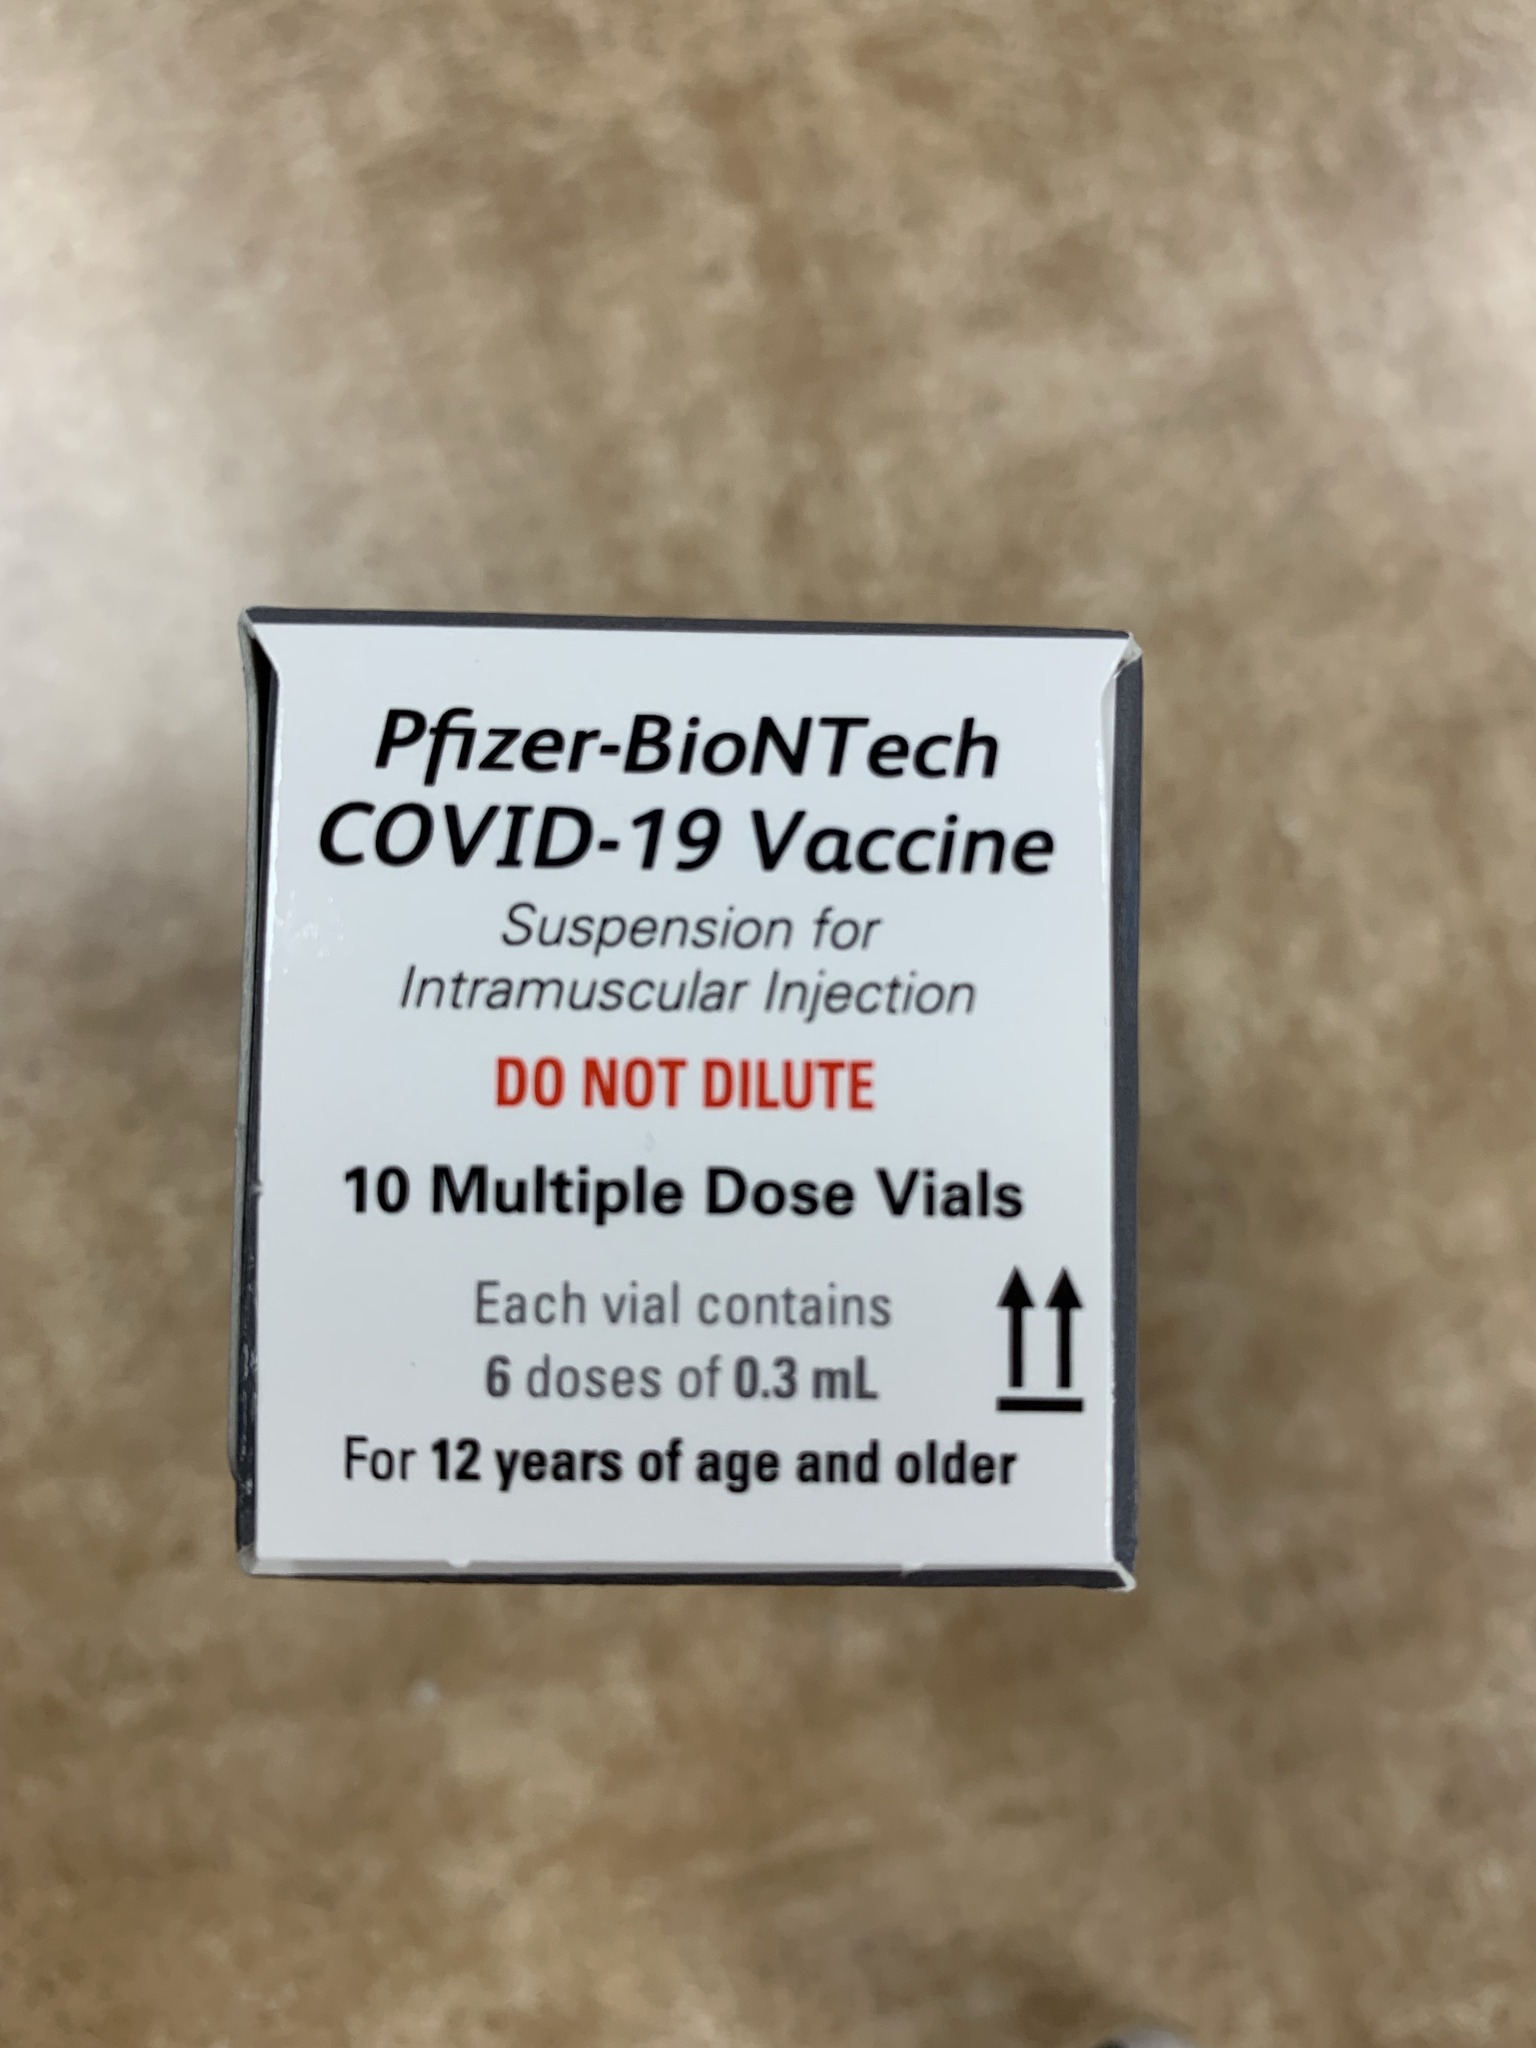 Pfizer-BioNTech
COVID-19 Vaccine
Suspension for
Intramuscular Injection
DO NOT DILUTE
10 Multiple Dose Vials
Each vial contains
6 doses of 0.3 mL
For 12 years of age and older